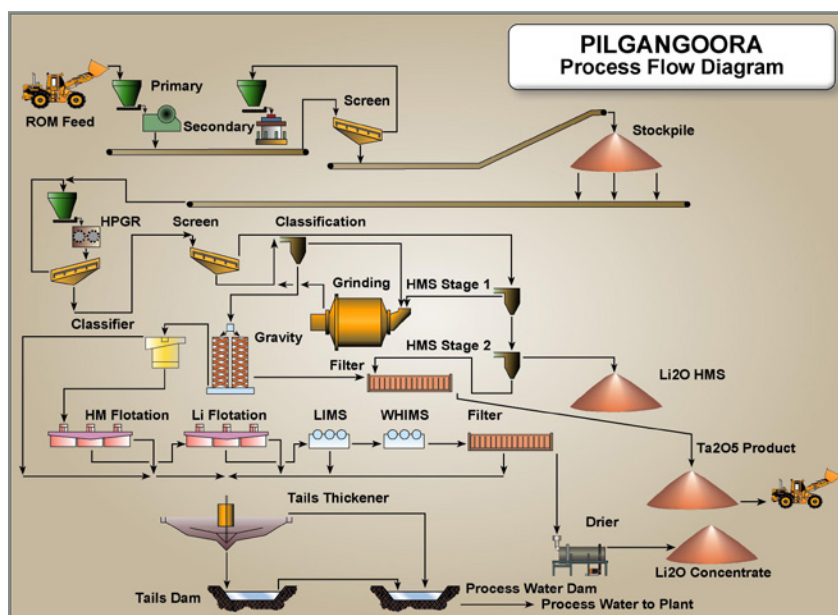 PILGANGOORA
Process Flow Diagram
ROM Feed
Primary
Secondary
Screen
Stockpile
HPGR
Screen
Classification
Grinding
HMS Stage 1
Classifier
Gravity
HMS Stage 2
Filter
Li2O HMS
HM Flotation
Li Flotation
LIMS
WHIMS
Filter
Ta2O5 Product
Tails Thickener
Drier
Li2O Concentrate
Tails Dam
Process Water Dam
Process Water to Plant